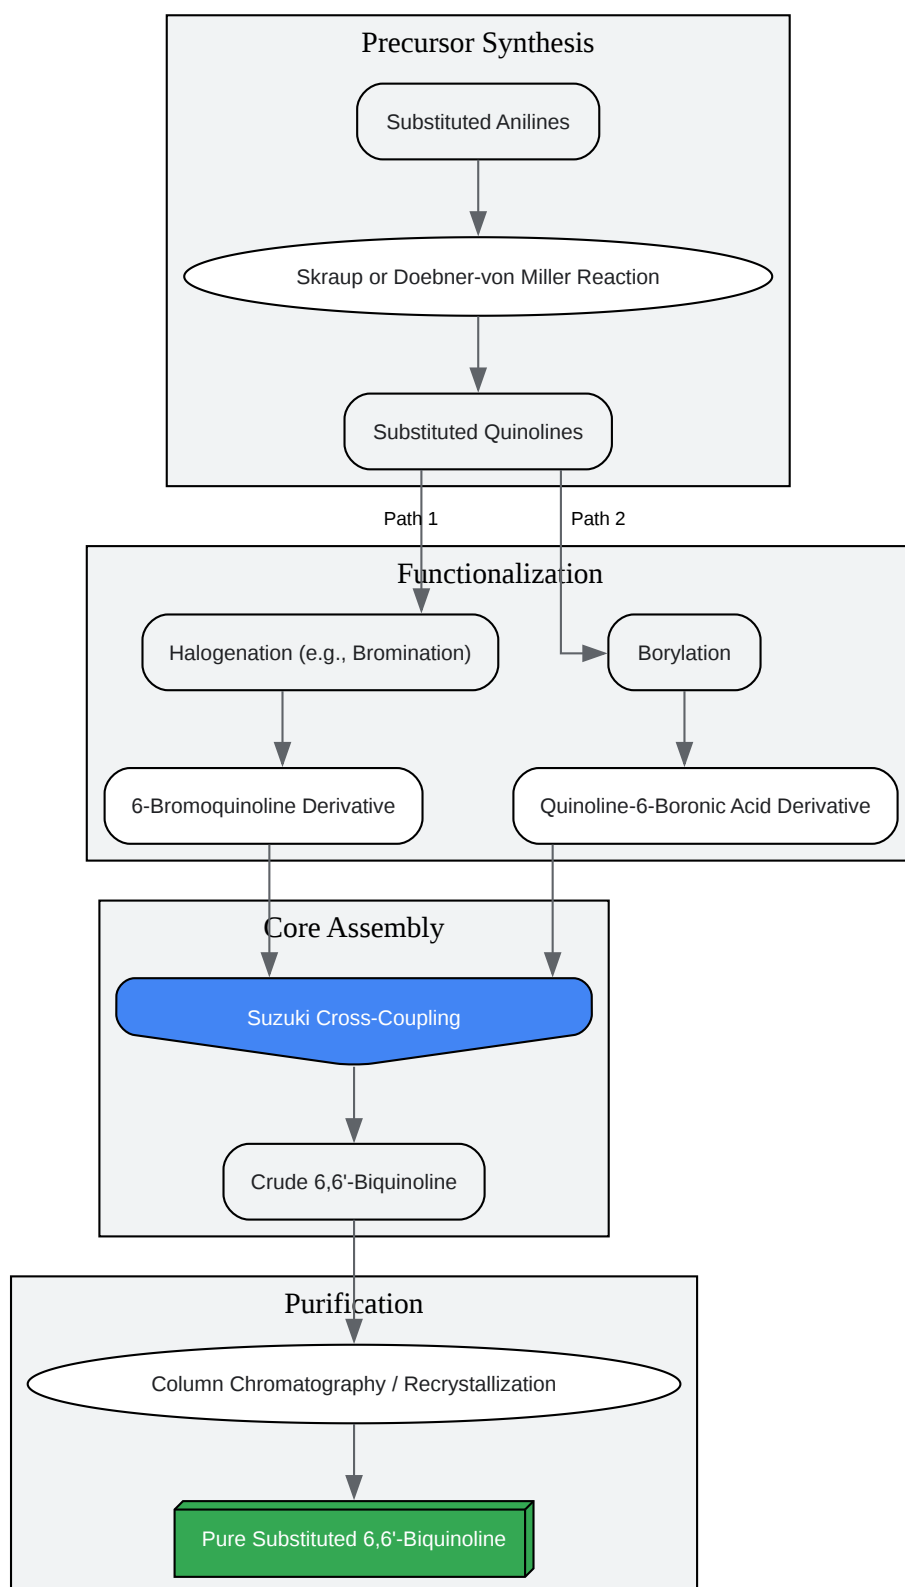 Precursor Synthesis
Substituted Anilines
Skraup or Doebner-von Miller Reaction
Substituted Quinolines
Path 1
Path 2
Functionalization
Halogenation (e.g., Bromination)
Borylation
6-Bromoquinoline Derivative
Quinoline-6-Boronic Acid Derivative
Core Assembly
Suzuki Cross-Coupling
Crude 6,6'-Biquinoline
Purification
Column Chromatography / Recrystallization
Pure Substituted 6,6'-Biquinoline